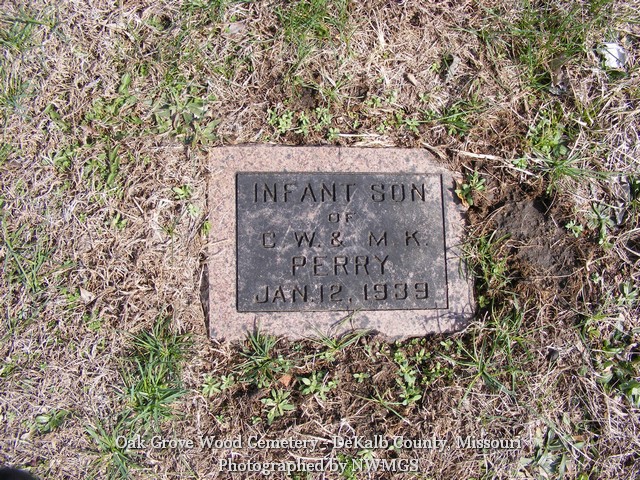 INFANT SON
OF
C. W. & M. K.
PERRY
JAN. 12, 1939
Oak Grove Wood Cemetery - DeKalb County, Missouri
Photographed by NWMGS